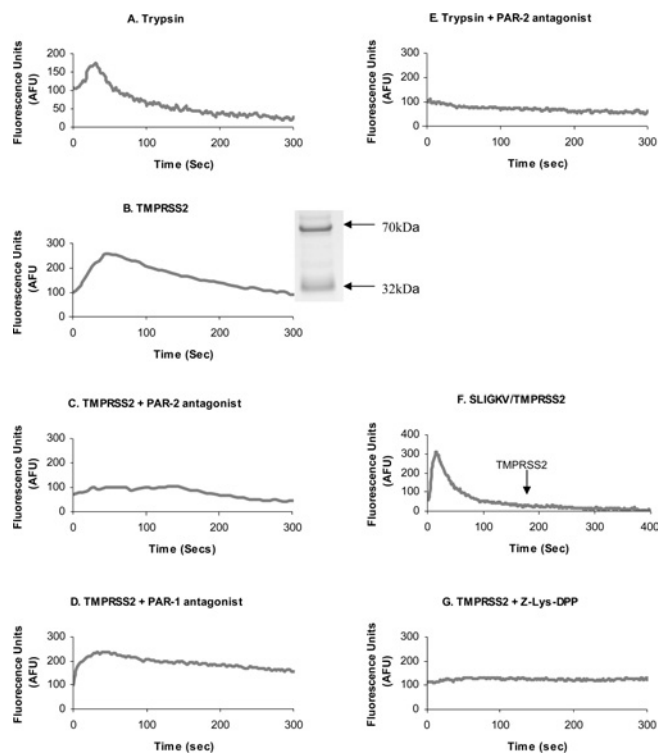 A. Trypsin
Fluorescence Units
(AFU)
200
150
100
50
0
0 100 200 300
Time (Sec)
B. TMPRSS2
Fluorescence Units
(AFU
300
200
100
0
0 100 200 300
Time (Sec)
70kDa
32kDa
C. TMPRSS2 + PAR-2 antagonist
Fluorescence Units
(AFU)
300
200
100
0
0 100 200 300
Time (Secs)
D. TMPRSS2 + PAR-1 antagonist
Fluorecence Units
(AFU)
300
200
100
0
0 100 200 300
Time (Sec)
E. Trypsin + PAR-2 antagonist
Fluorescence Units
(AFU)
300
200
100
0
0 100 200 300
Time (sec)
F. SLIGKV/TMPRSS2
Fluorescence Units
(AFU)
400
300
200
100
0
TMPRSS2
0 100 200 300 400
Time (Sec)
G. TMPRSS2 + Z-Lys-DPP
Fluorescence Units
(AFU)
300
200
100
0
0 100 200 300
Time (Sec)